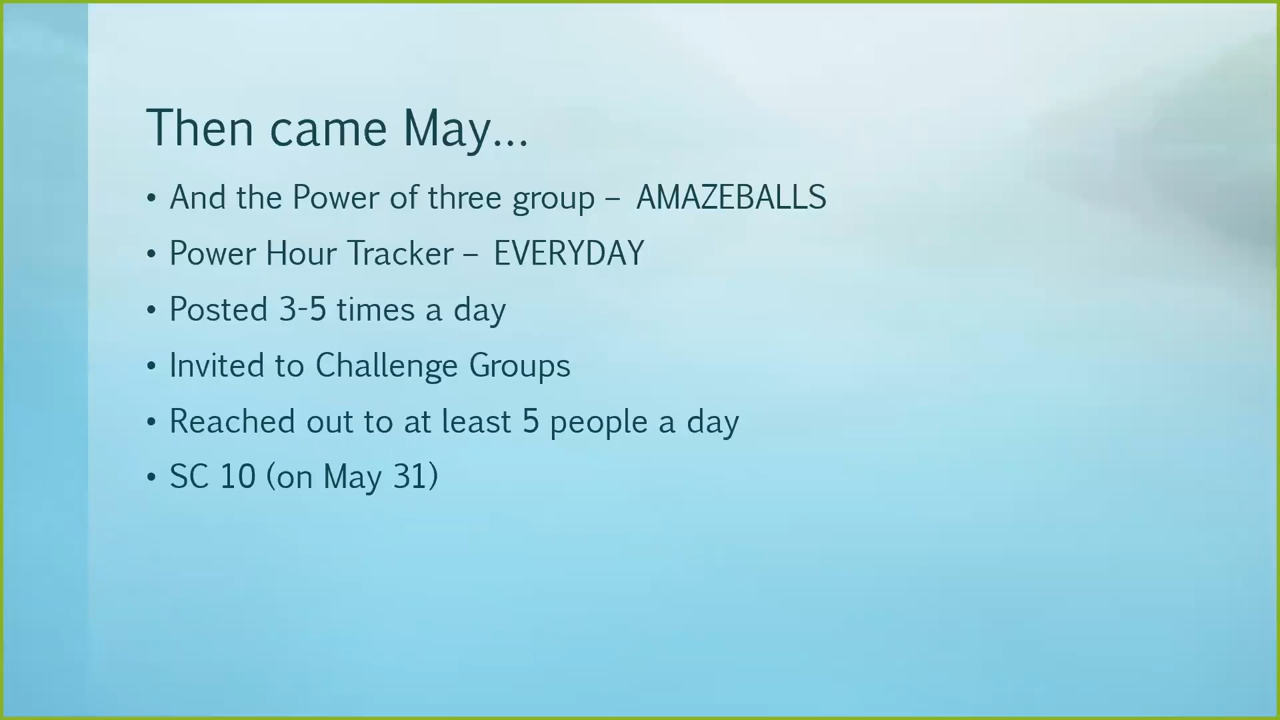 Then came May...
• And the Power of three group – AMAZEBALLS
• Power Hour Tracker – EVERYDAY
• Posted 3-5 times a day
• Invited to Challenge Groups
• Reached out to at least 5 people a day
• SC 10 (on May 31)